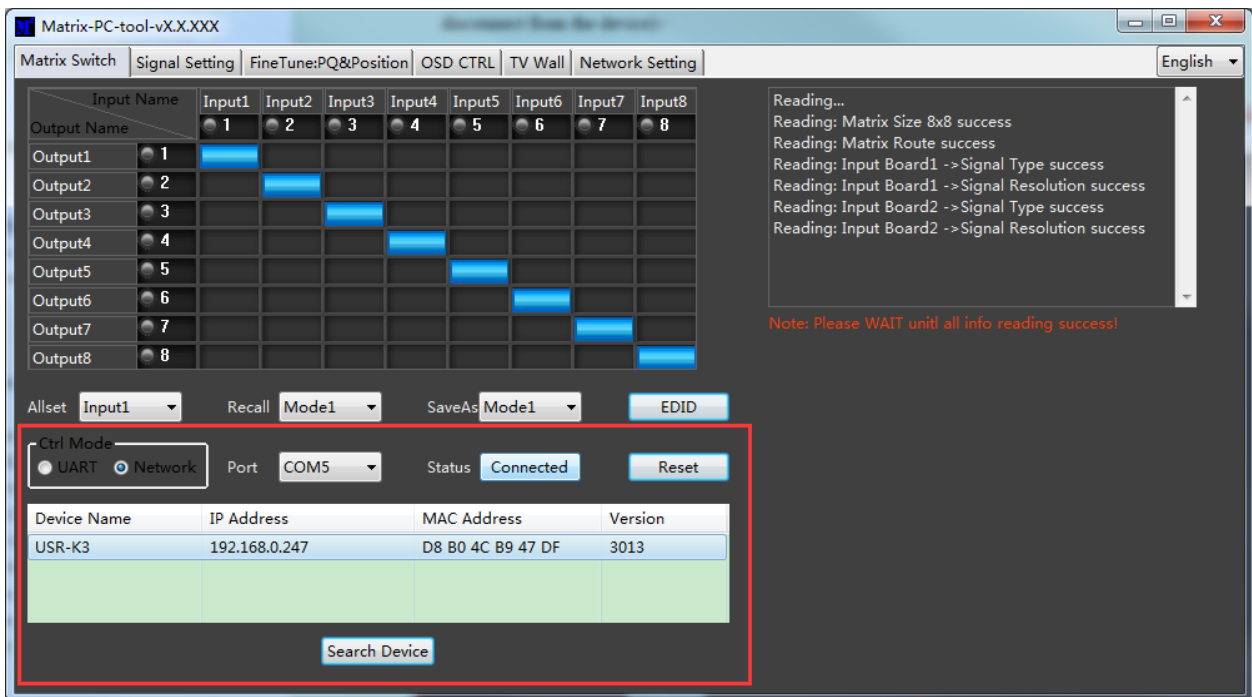 Matrix-PC-tool-vX.X.XXX
Matrix Switch Signal Setting FineTune:PQ&Position OSD CTRL TV Wall Network Setting English
Input Name Input1 Input2 Input3 Input4 Input5 Input6 Input7 Input8
Output Name 1 2 3 4 5 6 7 8
Output1 1
Output2 2
Output3 3
Output4 4
Output5 5
Output6 6
Output7 7
Output8 8
Reading...
Reading: Matrix Size 8x8 success
Reading: Matrix Route success
Reading: Input Board1 ->Signal Type success
Reading: Input Board1 ->Signal Resolution success
Reading: Input Board2 ->Signal Type success
Reading: Input Board2 ->Signal Resolution success
Note: Please WAIT unitl all info reading success!
Allset Input1 Recall Mode1 SaveAs Mode1 EDID
Ctrl Mode
UART Network Port COM5 Status Connected Reset
Device Name IP Address MAC Address Version
USR-K3 192.168.0.247 D8 B0 4C B9 47 DF 3013
Search Device